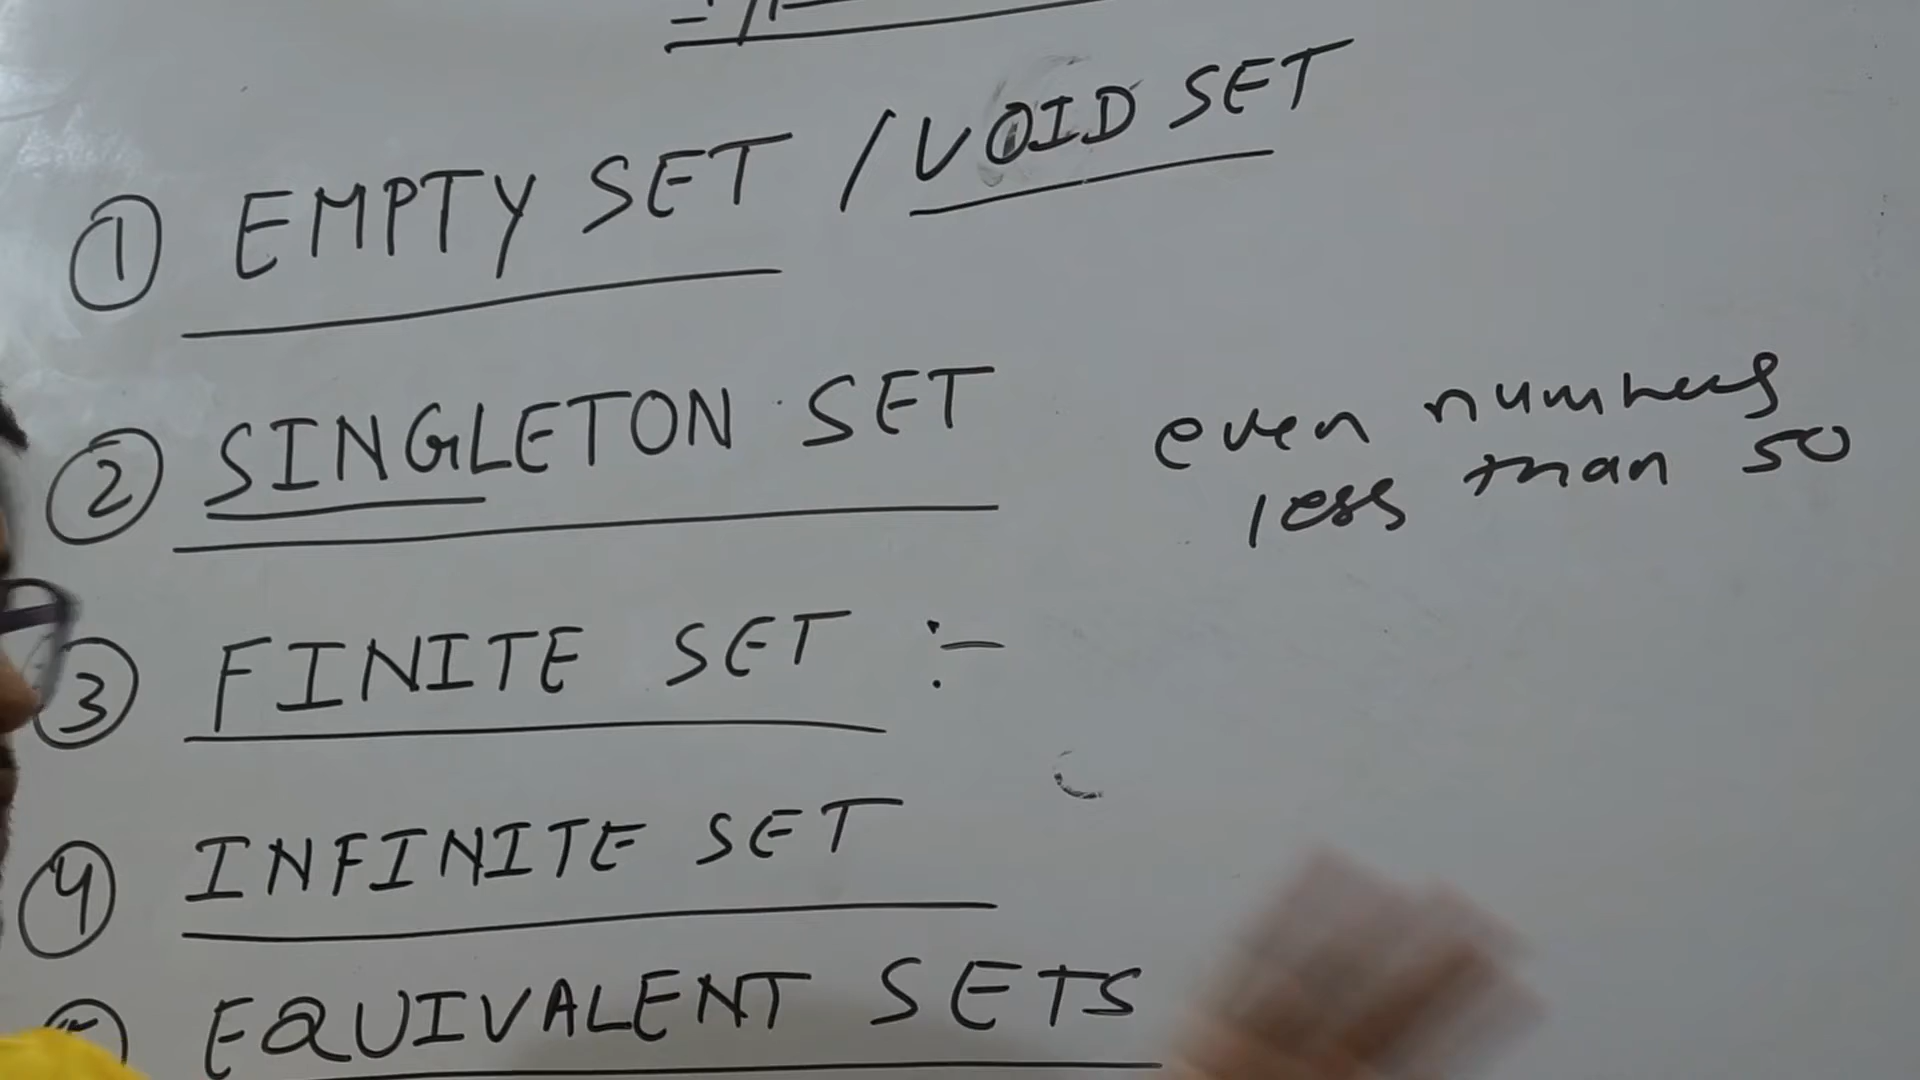 ① EMPTY SET / VOID SET
② SINGLETON SET
even numbers
less than 50
③ FINITE SET :-
④ INFINITE SET
EQUIVALENT SETS